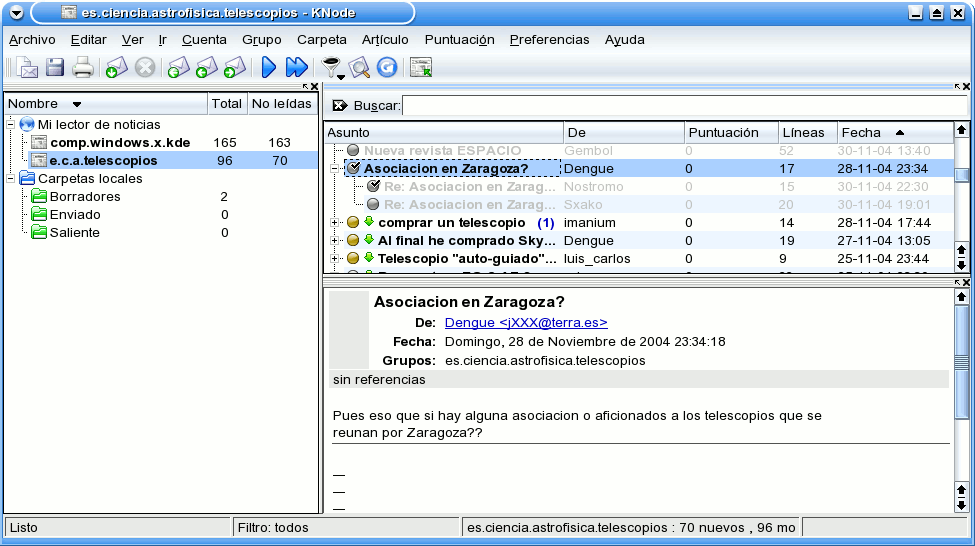 es.ciencia.astrofisica.telescopios - KNode
Archivo Editar Ver Ir Cuenta Grupo Carpeta Artículo Puntuación Preferencias Ayuda
Nombre Total No leídas
Mi lector de noticias
comp.windows.x.kde 165 163
e.c.a.telescopios 96 70
Carpetas locales
Borradores 2
Enviado 0
Saliente 0
Buscar:
Asunto De Puntuación Líneas Fecha
Nueva revista ESPACIO Gembol 0 52 30-11-04 13:40
Asociacion en Zaragoza? Dengue 0 17 28-11-04 23:34
Re: Asociacion en Zarag... Nostromo 0 15 30-11-04 22:30
Re: Asociacion en Zarag... Sxako 0 20 30-11-04 19:01
comprar un telescopio (1) imanium 0 14 28-11-04 17:44
Al final he comprado Sky... Dengue 0 19 27-11-04 13:05
Telescopio "auto-guiado"... luis_carlos 0 9 25-11-04 23:44
Asociacion en Zaragoza?
De: Dengue <jXXX@terra.es>
Fecha: Domingo, 28 de Noviembre de 2004 23:34:18
Grupos: es.ciencia.astrofisica.telescopios
sin referencias
Pues eso que si hay alguna asociacion o aficionados a los telescopios que se
reunan por Zaragoza??
Listo Filtro: todos es.ciencia.astrofisica.telescopios : 70 nuevos , 96 mo